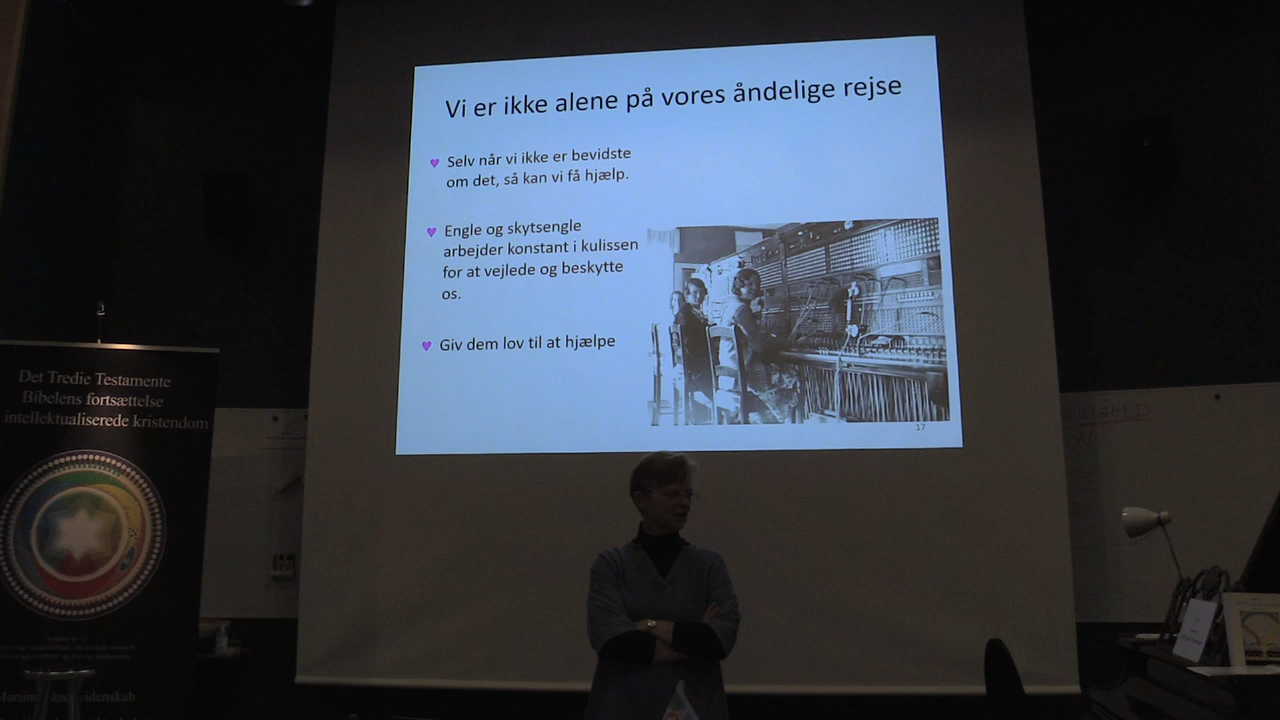 Vi er ikke alene på vores åndelige rejse
Selv når vi ikke er bevidste
om det, så kan vi få hjælp.
Engle og skytsengle
arbejder konstant i kulissen
for at vejlede og beskytte
os.
Giv dem lov til at hjælpe
17
Det Tredie Testamente
Bibelens fortsættelse
intellektualiserede kristendom